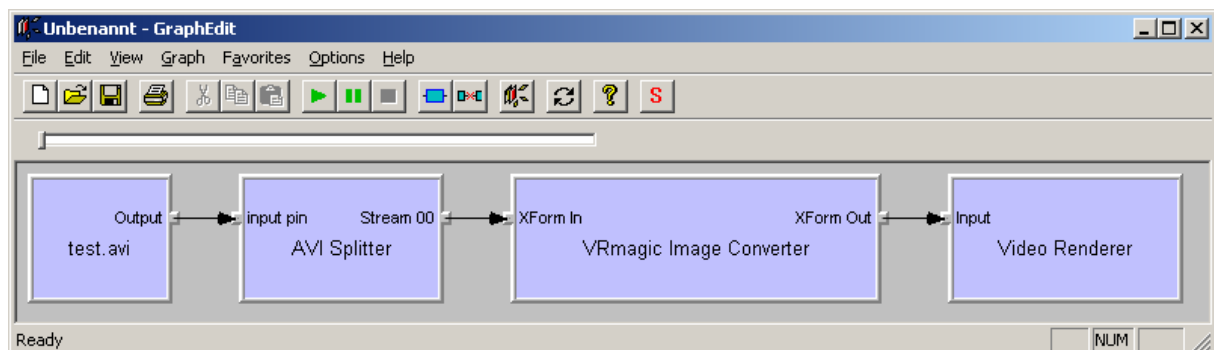 Unbenannt - GraphEdit
File Edit View Graph Favorites Options Help
S
Output input pin Stream 00 XForm In XForm Out Input
test.avi AVI Splitter VRmagic Image Converter Video Renderer
Ready NUM